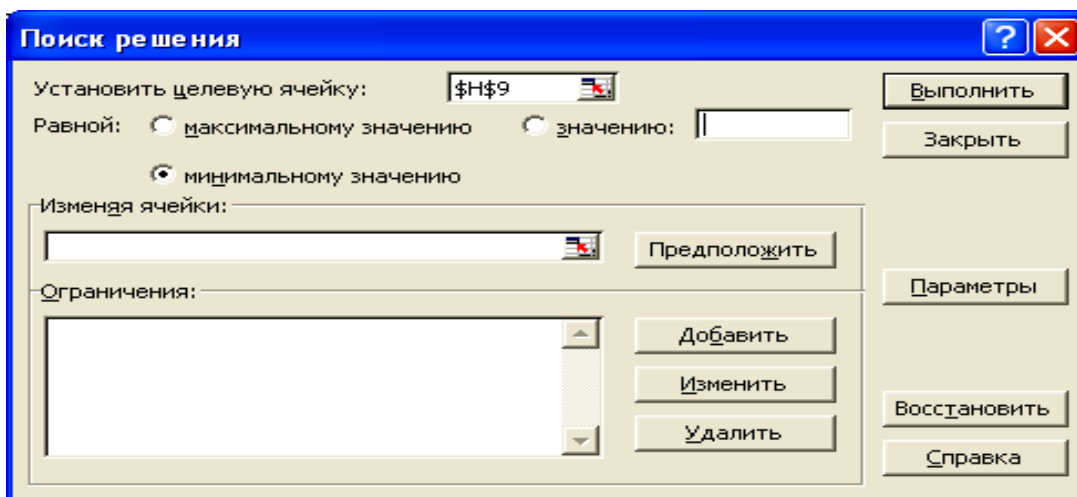 Поиск решения
Установить целевую ячейку: $H$9
Выполнить
Равной: максимальному значению значению:
Закрыть
минимальному значению
Изменяя ячейки:
Предположить
Параметры
Ограничения:
Добавить
Изменить
Восстановить
Удалить
Справка